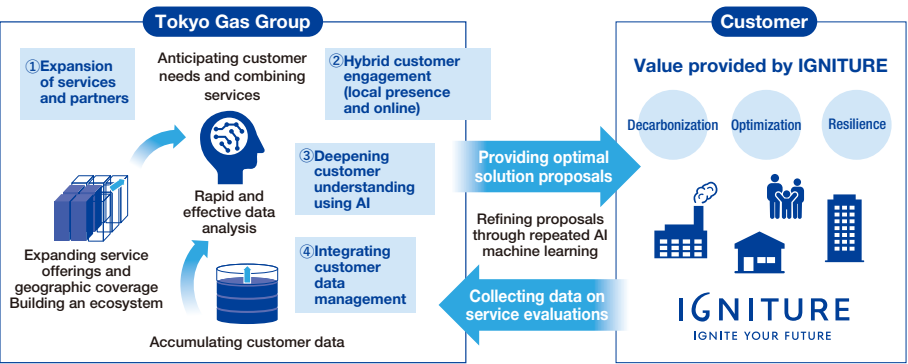 Tokyo Gas Group
①Expansion
of services
and partners
Anticipating customer
needs and combining
services
②Hybrid customer
engagement
(local presence
and online)
③Deepening
customer
understanding
using AI
Rapid and
effective data
analysis
Expanding service
offerings and
geographic coverage
Building an ecosystem
④Integrating
customer
data
management
Accumulating customer data
Providing optimal
solution proposals
Refining proposals
through repeated AI
machine learning
Collecting data on
service evaluations
Customer
Value provided by IGNITURE
Decarbonization
Optimization
Resilience
IGNITURE
IGNITE YOUR FUTURE